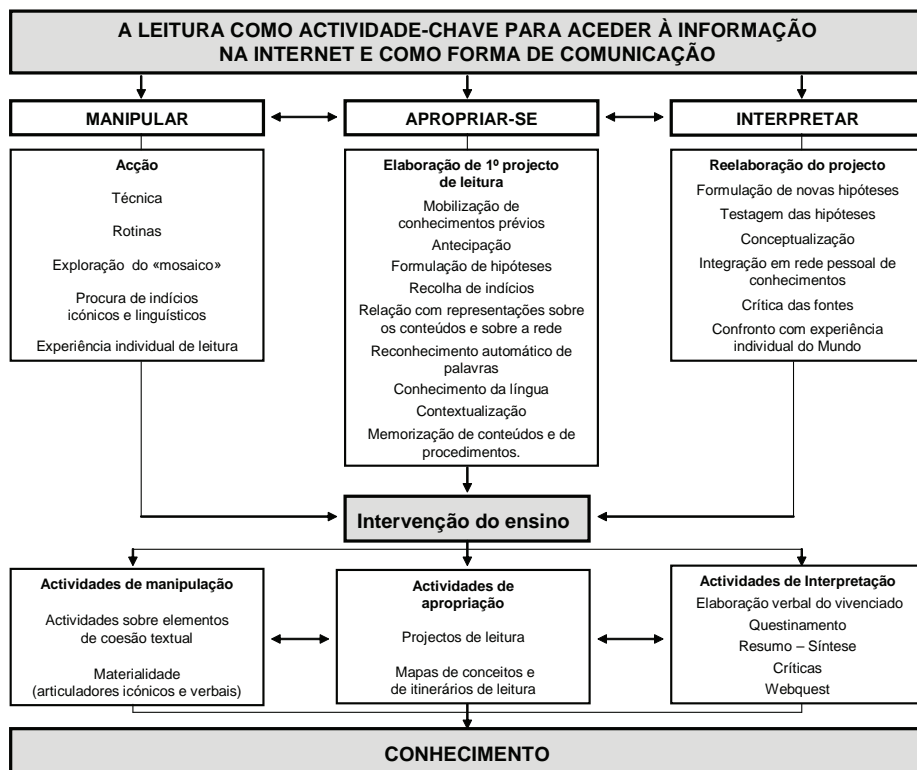 A LEITURA COMO ACTIVIDADE-CHAVE PARA ACEDER À INFORMAÇÃO
NA INTERNET E COMO FORMA DE COMUNICAÇÃO
MANIPULAR
APROPRIAR-SE
INTERPRETAR
Acção
Técnica
Rotinas
Exploração do «mosaico»
Procura de indícios
icónicos e linguísticos
Experiência individual de leitura
Elaboração de 1º projecto
de leitura
Mobilização de
conhecimentos prévios
Antecipação
Formulação de hipóteses
Recolha de indícios
Relação com representações sobre
os conteúdos e sobre a rede
Reconhecimento automático de
palavras
Conhecimento da língua
Contextualização
Memorização de conteúdos e de
procedimentos.
Reelaboração do projecto
Formulação de novas hipóteses
Testagem das hipóteses
Conceptualização
Integração em rede pessoal de
conhecimentos
Crítica das fontes
Confronto com experiência
individual do Mundo
Intervenção do ensino
Actividades de manipulação
Actividades sobre elementos
de coesão textual
Materialidade
(articuladores icónicos e verbais)
Actividades de
apropriação
Projectos de leitura
Mapas de conceitos e
de itinerários de leitura
Actividades de Interpretação
Elaboração verbal do vivenciado
Questinamento
Resumo – Síntese
Críticas
Webquest
CONHECIMENTO